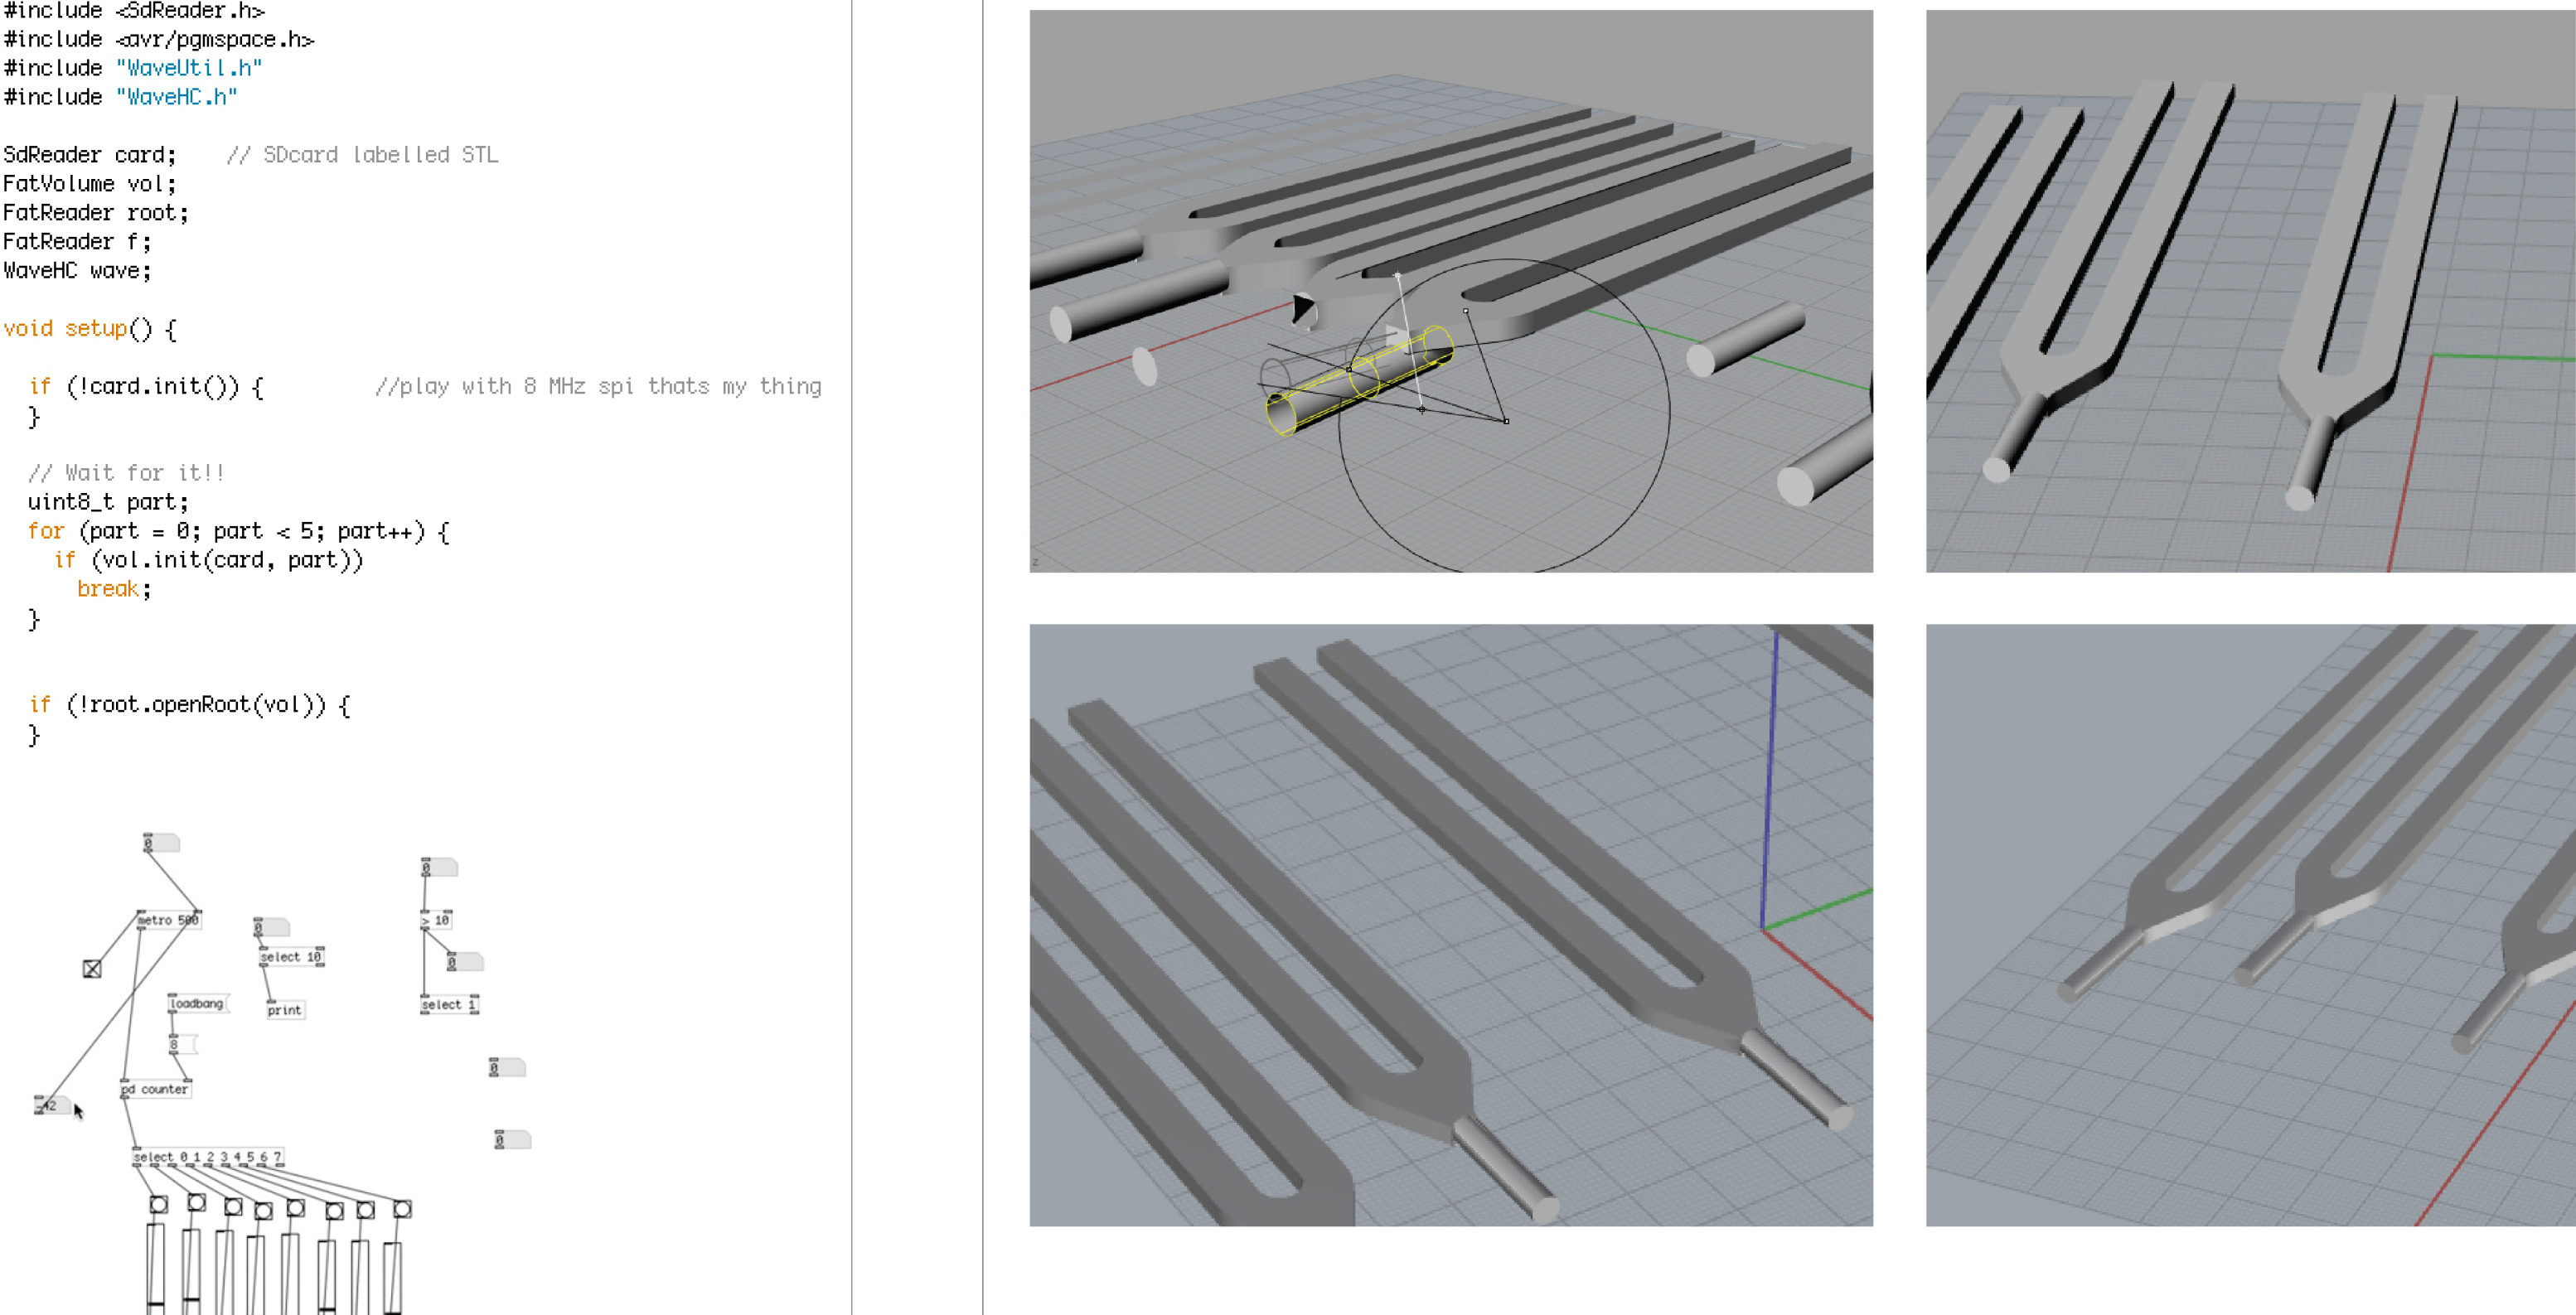 #include <SdReader.h>
#include <avr/pgmspace.h>
#include "WaveUtil.h"
#include "WaveHC.h"
SdReader card;    // SDcard labelled STL
FatVolume vol;
FatReader root;
FatReader f;
WaveHC wave;
void setup() {
if (!card.init()) {         //play with 8 MHz spi thats my thing
}
// Wait for it!!
uint8_t part;
for (part = 0; part < 5; part++) {
if (vol.init(card, part))
break;
}
if (!root.openRoot(vol)) {
}
0
0
metro 500
0
> 10
select 10
0
loadbang
print
select 1
8
0
pd counter
-42
0
select 0 1 2 3 4 5 6 7
z